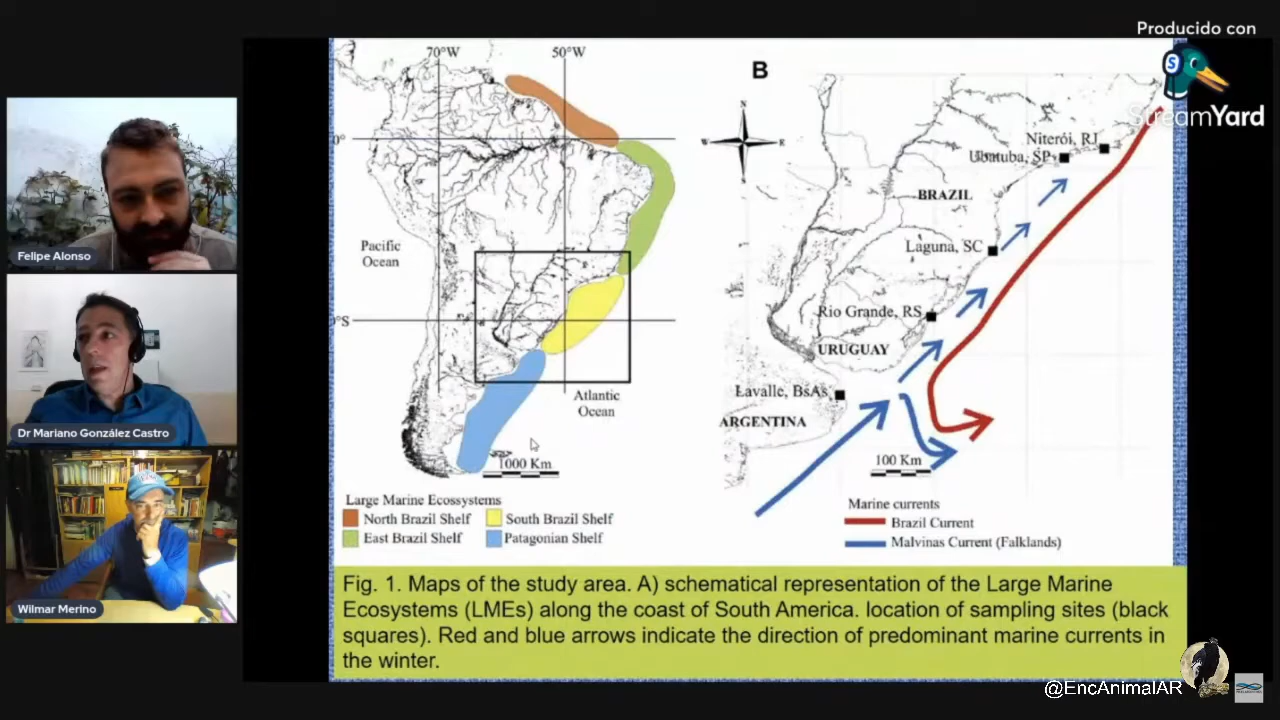 Producido con
StreamYard
Felipe Alonso
Dr Mariano González Castro
Wilmar Merino
70°W
50°W
0°
0°S
Pacific
Ocean
Atlantic
Ocean
1000 Km
Large Marine Ecossystems
North Brazil Shelf
South Brazil Shelf
East Brazil Shelf
Patagonian Shelf
B
N
Niterói, RJ
Ubatuba, SP
BRAZIL
Laguna, SC
Rio Grande, RS
URUGUAY
Lavalle, BsAs
ARGENTINA
100 Km
Marine currents
Brazil Current
Malvinas Current (Falklands)
Fig. 1. Maps of the study area. A) schematical representation of the Large Marine
Ecosystems (LMEs) along the coast of South America. location of sampling sites (black
squares). Red and blue arrows indicate the direction of predominant marine currents in
the winter.
@EncAnimalAR